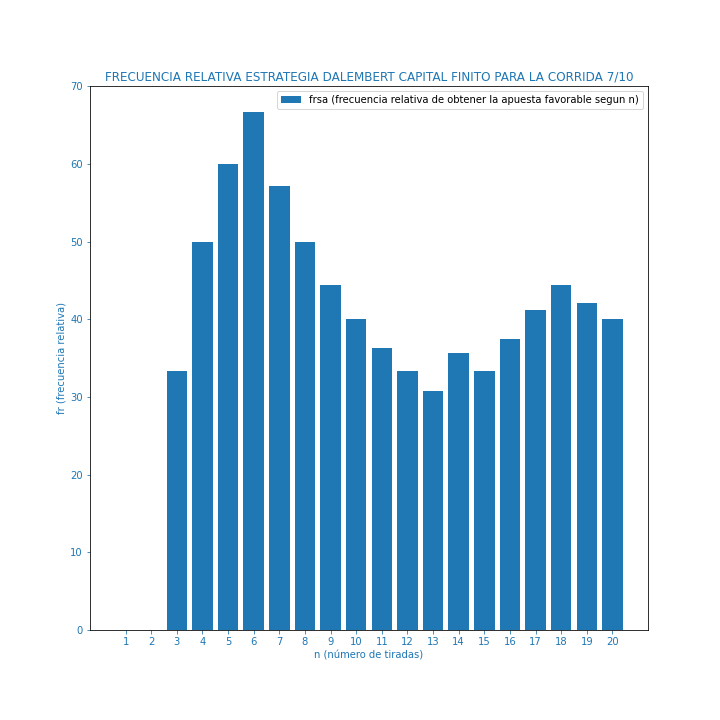 FRECUENCIA RELATIVA ESTRATEGIA DALEMBERT CAPITAL FINITO PARA LA CORRIDA 7/10
frsa (frecuencia relativa de obtener la apuesta favorable segun n)
70
60
50
40
30
20
10
0
fr (frecuencia relativa)
1 2 3 4 5 6 7 8 9 10 11 12 13 14 15 16 17 18 19 20
n (número de tiradas)